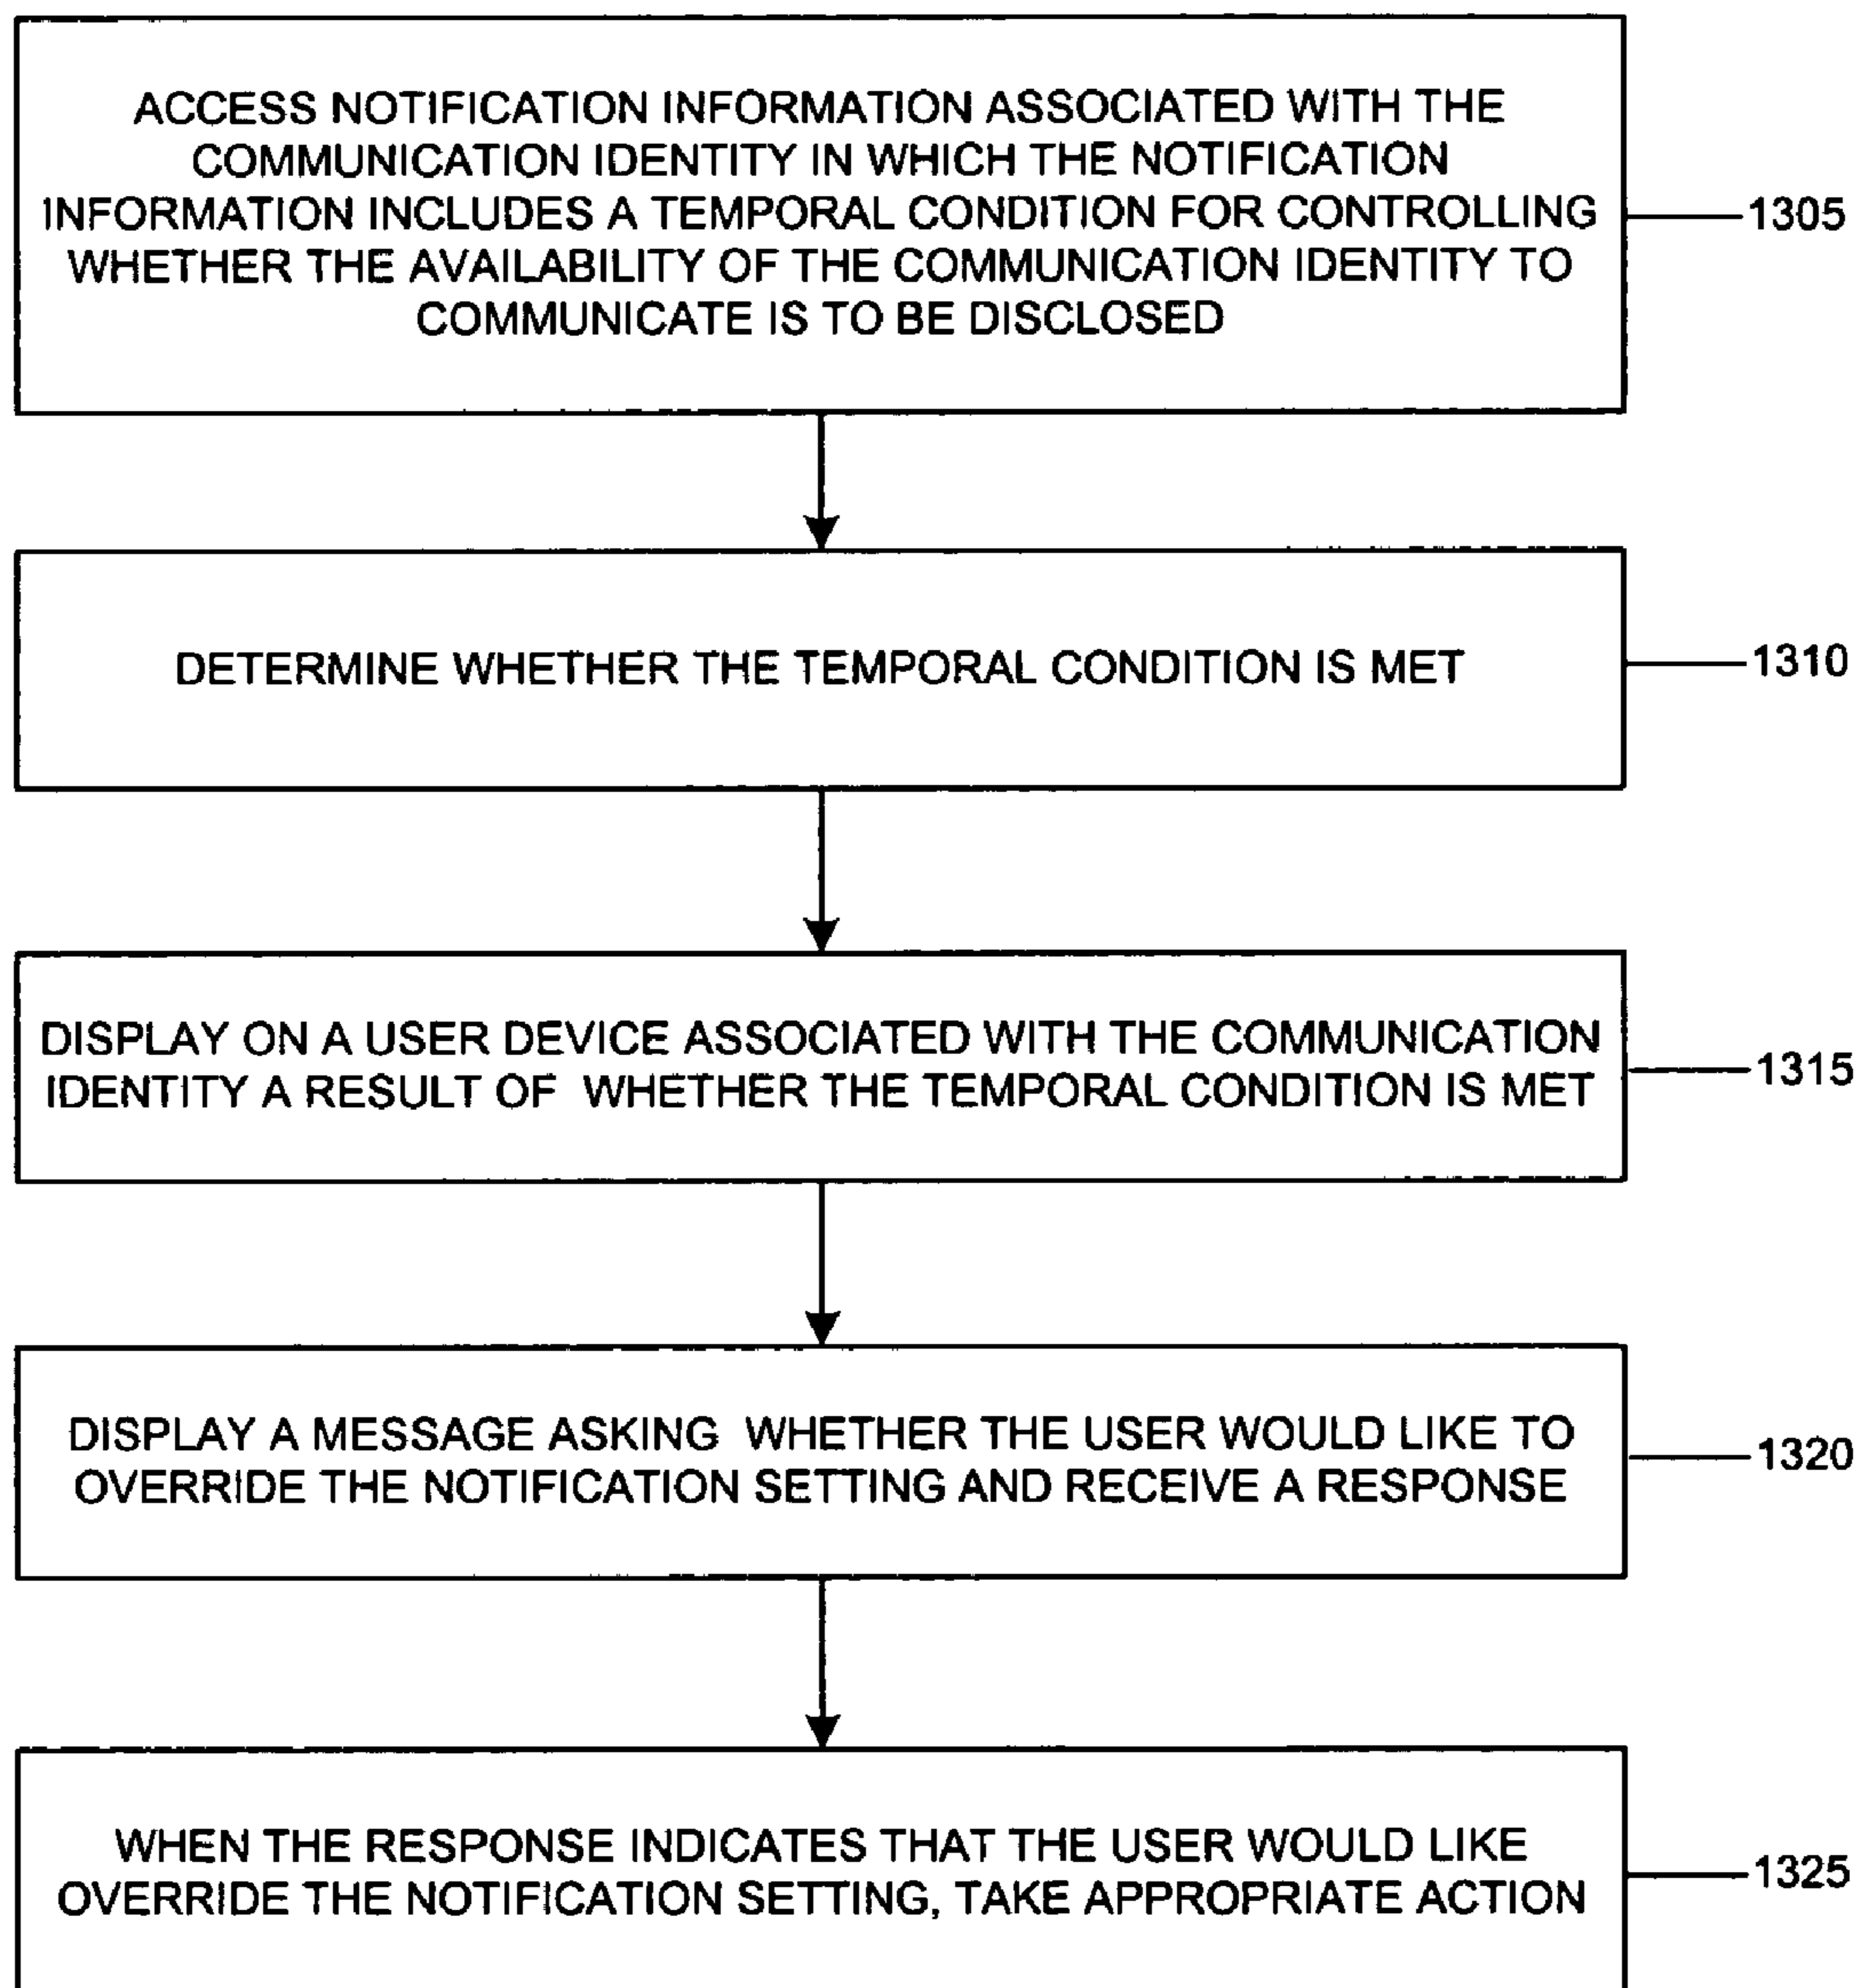 ACCESS NOTIFICATION INFORMATION ASSOCIATED WITH THE
COMMUNICATION IDENTITY IN WHICH THE NOTIFICATION
INFORMATION INCLUDES A TEMPORAL CONDITION FOR CONTROLLING
WHETHER THE AVAILABILITY OF THE COMMUNICATION IDENTITY TO
COMMUNICATE IS TO BE DISCLOSED
1305
DETERMINE WHETHER THE TEMPORAL CONDITION IS MET
1310
DISPLAY ON A USER DEVICE ASSOCIATED WITH THE COMMUNICATION
IDENTITY A RESULT OF WHETHER THE TEMPORAL CONDITION IS MET
1315
DISPLAY A MESSAGE ASKING WHETHER THE USER WOULD LIKE TO
OVERRIDE THE NOTIFICATION SETTING AND RECEIVE A RESPONSE
1320
WHEN THE RESPONSE INDICATES THAT THE USER WOULD LIKE
OVERRIDE THE NOTIFICATION SETTING, TAKE APPROPRIATE ACTION
1325